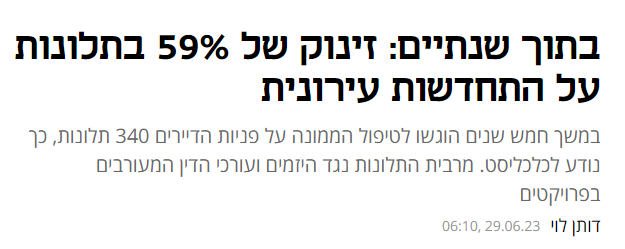 בתוך שנתיים: זינוק של 59% בתלונות
על התחדשות עירונית
במשך חמש שנים הוגשו לטיפול הממונה על פניות הדיירים 340 תלונות, כך
נודע לכלכליסט. מרבית התלונות נגד היזמים ועורכי הדין המעורבים
בפרויקטים
דותן לוי 06:10, 29.06.23